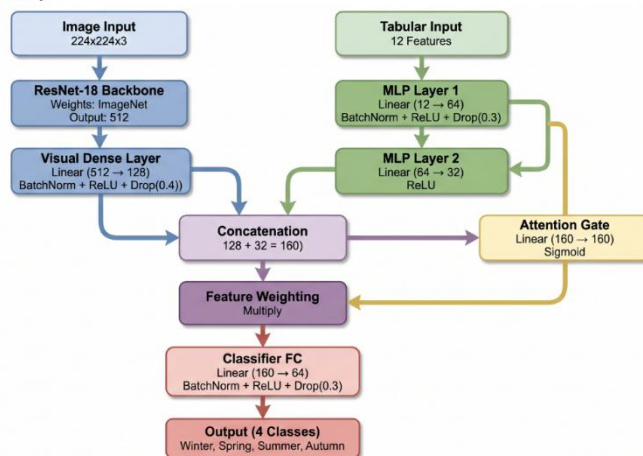 Image Input
224x224x3
Tabular Input
12 Features
ResNet-18 Backbone
Weights: ImageNet
Output: 512
MLP Layer 1
Linear (12 → 64)
BatchNorm + ReLU + Drop(0.3)
Visual Dense Layer
Linear (512 → 128)
BatchNorm + ReLU + Drop(0.4))
MLP Layer 2
Linear (64 → 32)
ReLU
Concatenation
128 + 32 = 160)
Attention Gate
Linear (160 → 160)
Sigmoid
Feature Weighting
Multiply
Classifier FC
Linear (160 → 64)
BatchNorm + ReLU + Drop(0.3)
Output (4 Classes)
Winter, Spring, Summer, Autumn